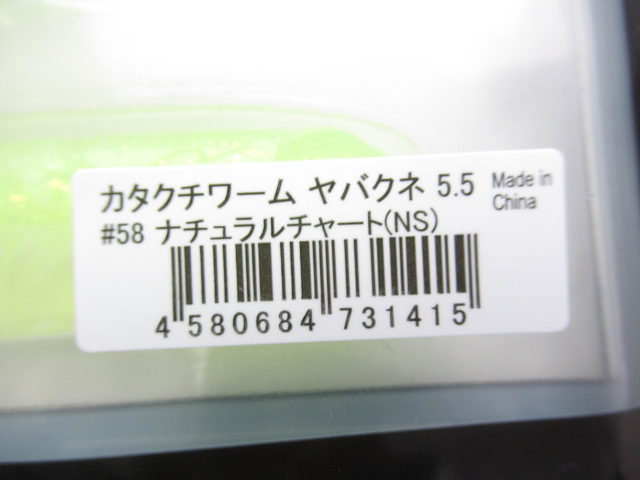 カタクチワーム ヤバクネ 5.5
Made in
China
#58 ナチュラルチャート(NS)
4 580684 731415